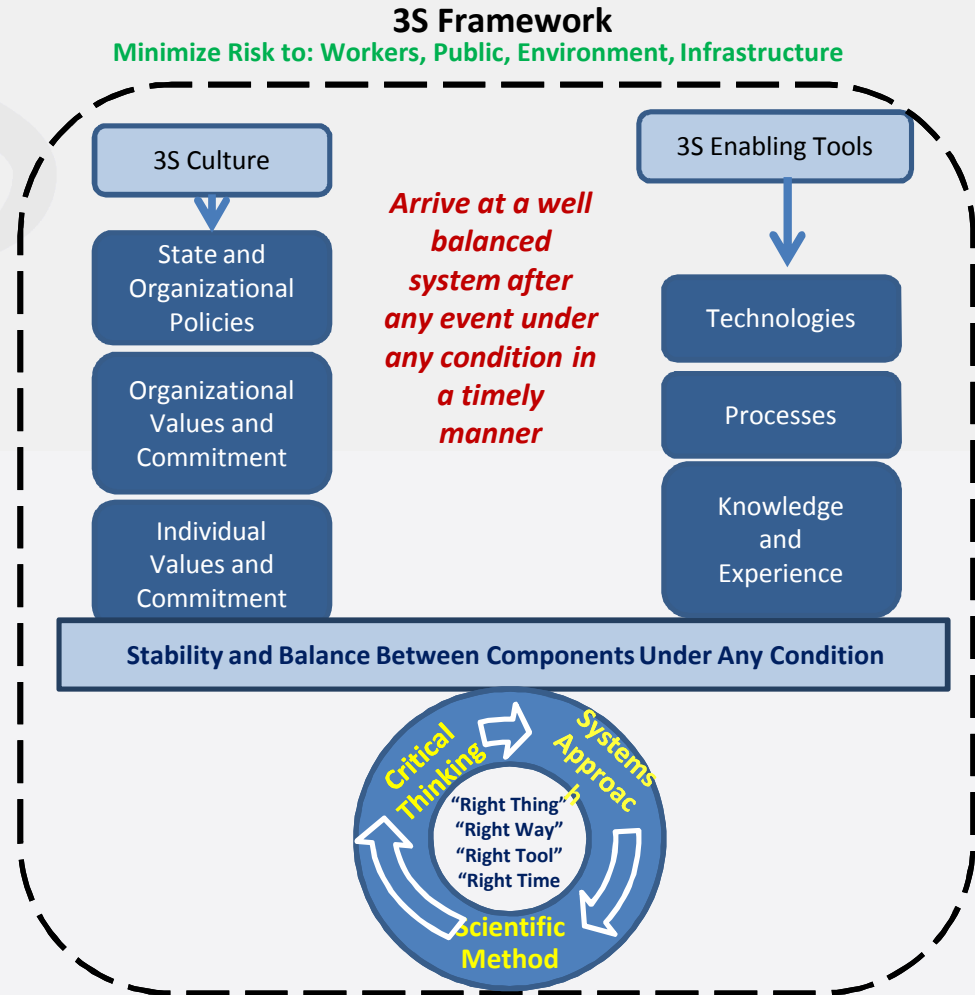 3S Framework
Minimize Risk to: Workers, Public, Environment, Infrastructure
3S Culture
State and
Organizational
Policies
Organizational
Values and
Commitment
Individual
Values and
Commitment
Arrive at a well
balanced
system after
any event under
any condition in
a timely
manner
3S Enabling Tools
Technologies
Processes
Knowledge
and
Experience
Stability and Balance Between Components Under Any Condition
Critical
Thinking
Systems
Approac
h
“Right Thing”
“Right Way”
“Right Tool”
“Right Time
Scientific
Method